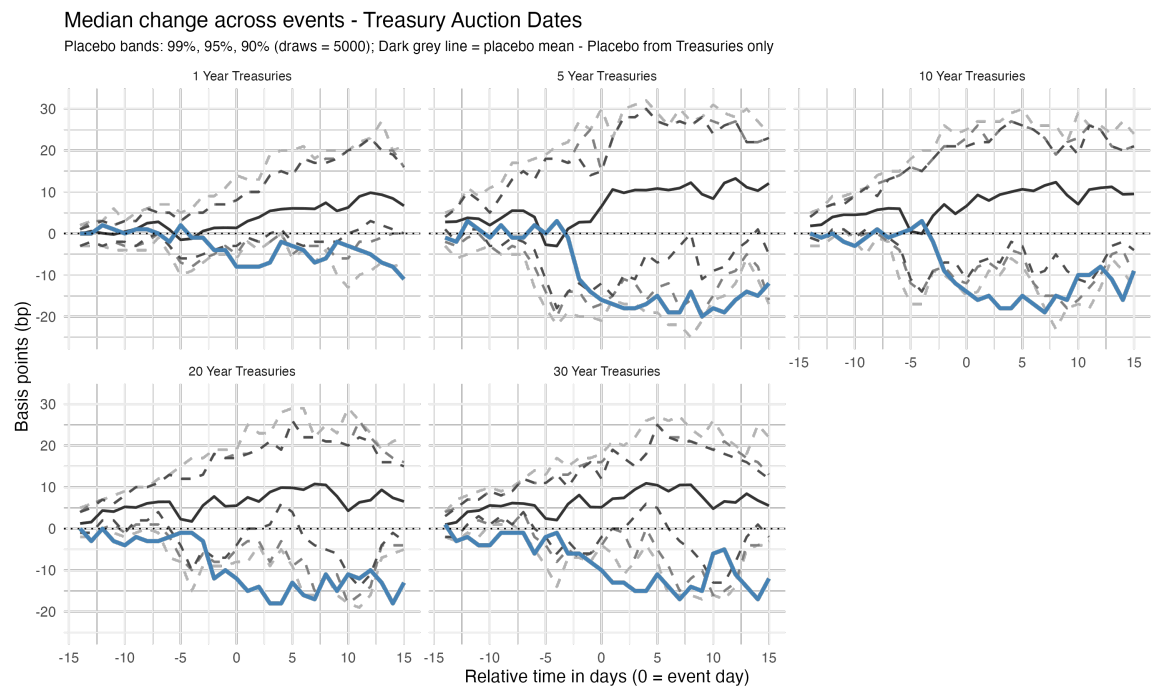 Median change across events - Treasury Auction Dates
Placebo bands: 99%, 95%, 90% (draws = 5000); Dark grey line = placebo mean - Placebo from Treasuries only
1 Year Treasuries
5 Year Treasuries
10 Year Treasuries
30
20
10
0
-10
-20
-15 -10 -5 0 5 10 15
20 Year Treasuries
30 Year Treasuries
30
20
10
0
-10
-20
-15 -10 -5 0 5 10 15
-15 -10 -5 0 5 10 15
Basis points (bp)
Relative time in days (0 = event day)